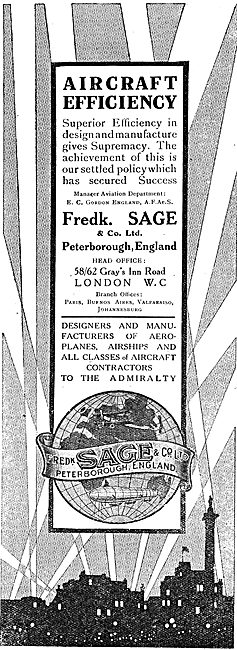 AIRCRAFT
EFFICIENCY
Superior Efficiency in
design and manufacture
gives Supremacy. The
achievement of this is
our settled policy which
has secured Success
Manager Aviation Department:
E. C. GORDON ENGLAND, A.F.Ae.S.
Fredk. SAGE
& Co. Ltd.
Peterborough, England
HEAD OFFICE:
58/62 Gray's Inn Road
LONDON W.C
Branch Offices:
PARIS, BUENOS AIRES, VALPARAISO,
JOHANNESBURG
DESIGNERS AND MANU-
FACTURERS OF AERO-
PLANES, AIRSHIPS AND
ALL CLASSES of AIRCRAFT
CONTRACTORS
TO THE ADMIRALTY
FREDK SAGE & CO LTD
PETERBOROUGH, ENGLAND